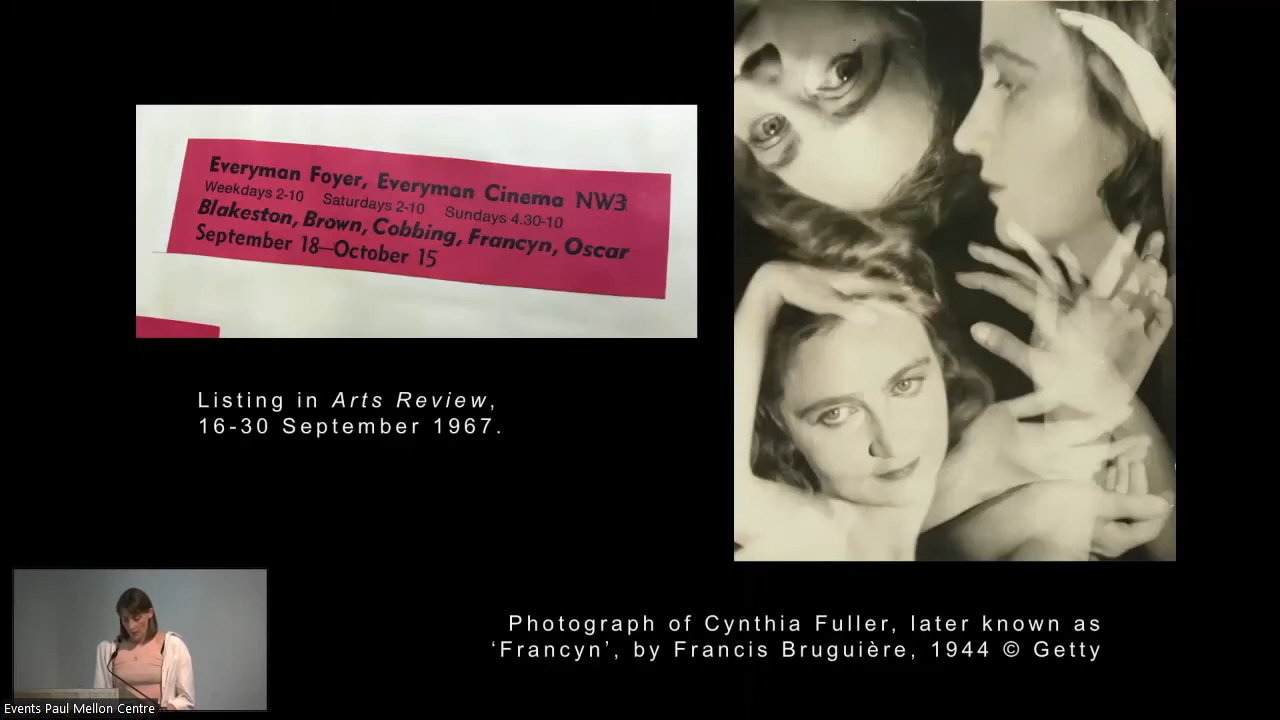 Everyman Foyer, Everyman Cinema NW3
Weekdays 2-10 Saturdays 2-10 Sundays 4.30-10
Blakeston, Brown, Cobbing, Francyn, Oscar
September 18—October 15
Listing in Arts Review,
16-30 September 1967.
Photograph of Cynthia Fuller, later known as
‘Francyn’, by Francis Bruguière, 1944 © Getty
Events Paul Mellon Centre